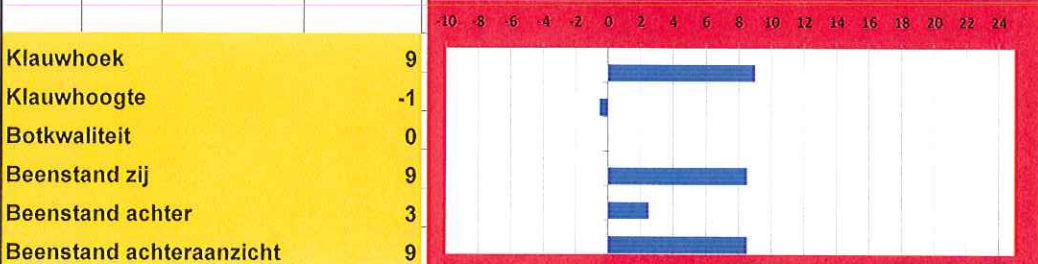 -10 -8 -6 -4 -2 0 2 4 6 8 10 12 14 16 18 20 22 24
Klauwhoek 9
Klauwhoogte -1
Botkwaliteit 0
Beenstand zij 9
Beenstand achter 3
Beenstand achteraanzicht 9